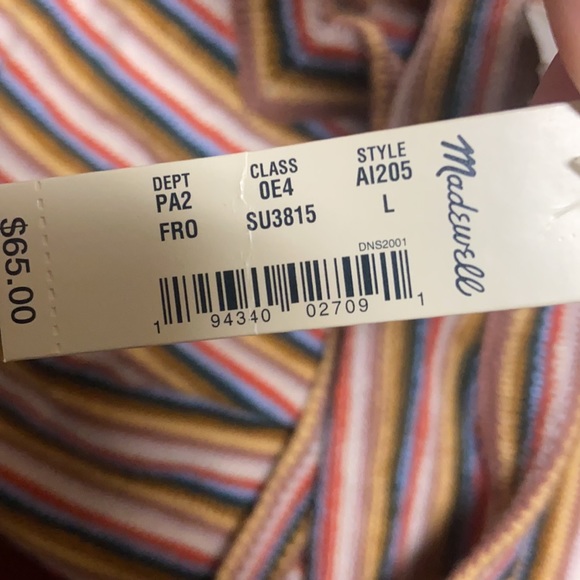 DEPT CLASS STYLE
PA2 0E4 AI205
FRO SU3815 L
DNS2001
1 94340 02709 1
Madewell
$65.00